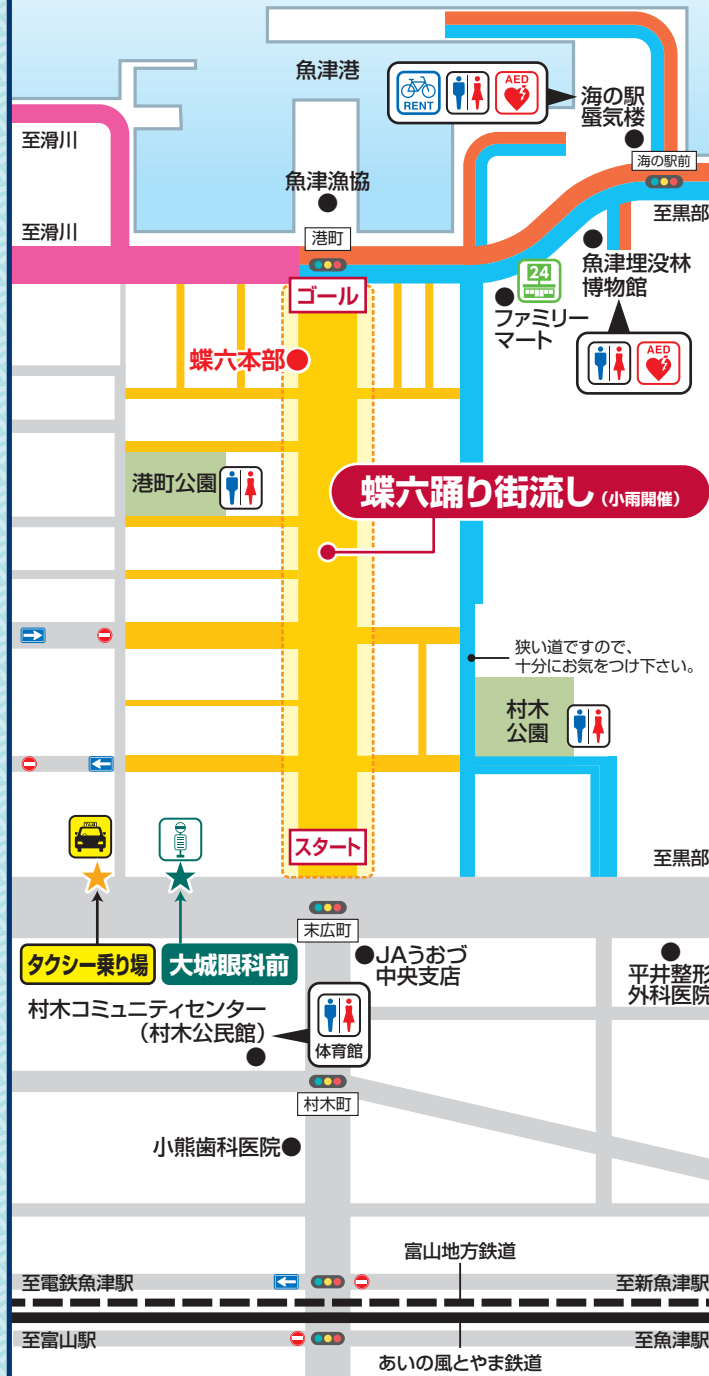 魚津港
RENT
AED
海の駅
蜃気楼
至滑川
海の駅前
魚津漁協
至黒部
至滑川
港町
魚津埋没林
博物館
24
ゴール
ファミリー
マート
AED
蝶六本部
港町公園
蝶六踊り街流し(小雨開催)
狭い道ですので、
十分にお気をつけ下さい。
村木
公園
TAXI
スタート
至黒部
末広町
タクシー乗り場
大城眼科前
JAうおづ
中央支店
平井整形
外科医院
村木コミュニティセンター
(村木公民館)
体育館
村木町
小熊歯科医院
富山地方鉄道
至電鉄魚津駅
至新魚津駅
至富山駅
至魚津駅
あいの風とやま鉄道